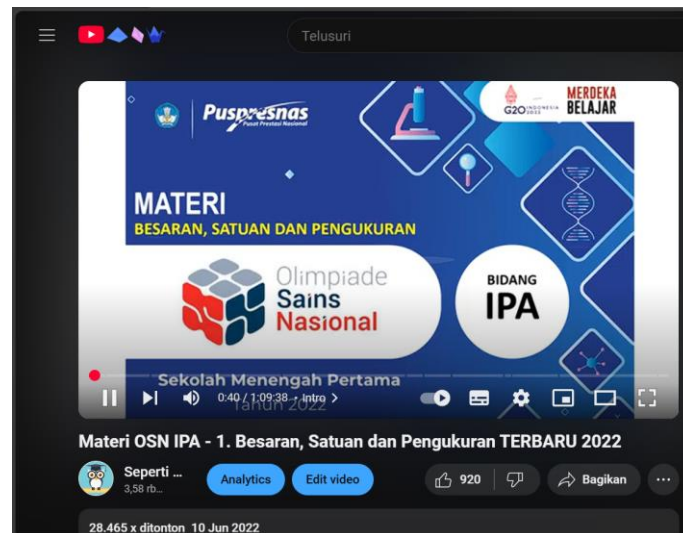 Telusuri
Puspresnas
Pusat Prestasi Nasional
G20 INDONESIA 2022
MERDEKA
BELAJAR
MATERI
BESARAN, SATUAN DAN PENGUKURAN
Olimpiade
Sains
Nasional
BIDANG
IPA
Sekolah Menengah Pertama
Tahun 2022
0:40 / 1:09:38 • Intro >
Materi OSN IPA - 1. Besaran, Satuan dan Pengukuran TERBARU 2022
Seperti ...
3,58 rb...
Analytics
Edit video
920
Bagikan
28.465 x ditonton 10 Jun 2022